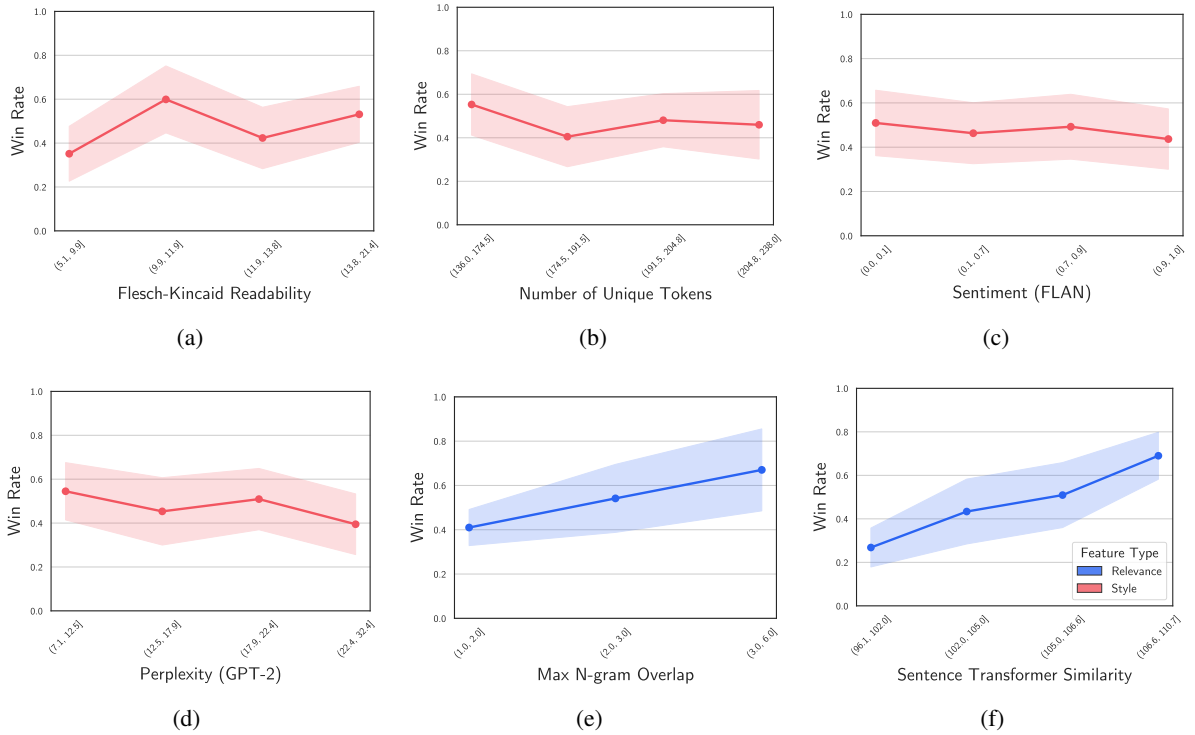 1.0
0.8
0.6
0.4
0.2
0.0
Win Rate
(5.1, 9.9]
(9.9, 11.9]
(11.9, 13.8]
(13.8, 21.4]
Flesch-Kincaid Readability
(a)
1.0
0.8
0.6
0.4
0.2
0.0
Win Rate
(136.0, 174.5]
(174.5, 191.5]
(191.5, 204.8]
(204.8, 238.0]
Number of Unique Tokens
(b)
1.0
0.8
0.6
0.4
0.2
0.0
Win Rate
(0.0, 0.1]
(0.1, 0.7]
(0.7, 0.9]
(0.9, 1.0]
Sentiment (FLAN)
(c)
1.0
0.8
0.6
0.4
0.2
0.0
Win Rate
(7.1, 12.5]
(12.5, 17.9]
(17.9, 22.4]
(22.4, 32.4]
Perplexity (GPT-2)
(d)
1.0
0.8
0.6
0.4
0.2
0.0
Win Rate
(1.0, 2.0]
(2.0, 3.0]
(3.0, 6.0]
Max N-gram Overlap
(e)
1.0
0.8
0.6
0.4
0.2
0.0
Win Rate
Feature Type
Relevance
Style
(96.1, 102.0]
(102.0, 105.0]
(105.0, 106.6]
(106.6, 110.7]
Sentence Transformer Similarity
(f)